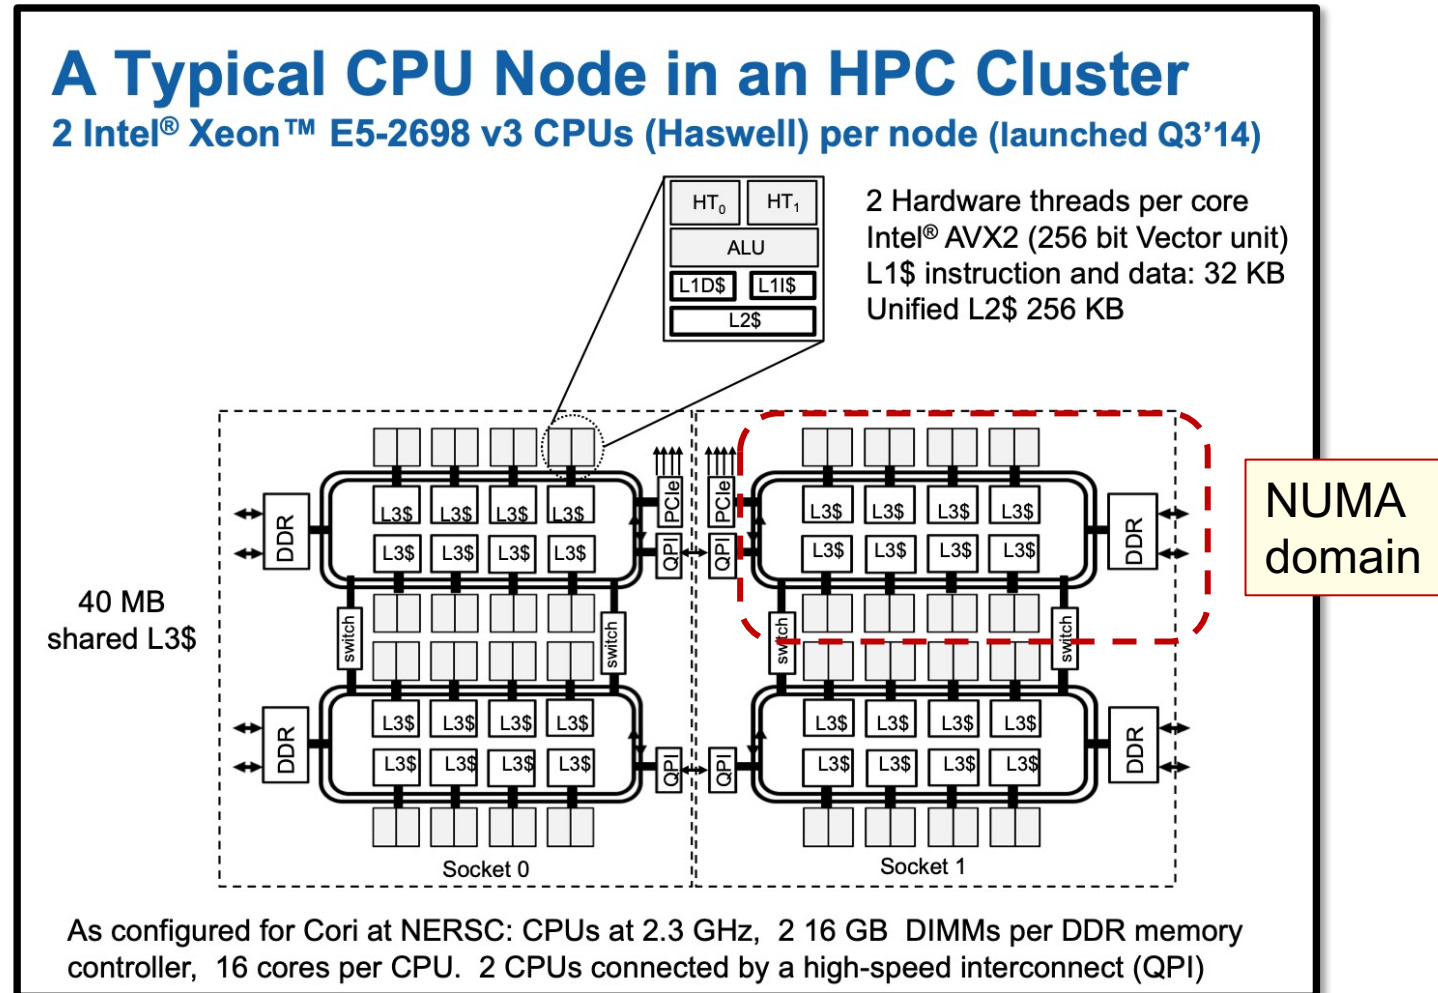 A Typical CPU Node in an HPC Cluster
2 Intel® Xeon™ E5-2698 v3 CPUs (Haswell) per node (launched Q3'14)
HT0 HT1
ALU
L1D$ L1I$
L2$
2 Hardware threads per core
Intel® AVX2 (256 bit Vector unit)
L1$ instruction and data: 32 KB
Unified L2$ 256 KB
DDR L3$ L3$ L3$ L3$ PCIe PCIe L3$ L3$ L3$ L3$ DDR
L3$ L3$ L3$ L3$ QPI QPI L3$ L3$ L3$ L3$
NUMA
domain
40 MB
shared L3$
switch switch switch switch
DDR L3$ L3$ L3$ L3$ L3$ L3$ L3$ L3$ DDR
L3$ L3$ L3$ L3$ QPI QPI L3$ L3$ L3$ L3$
Socket 0 Socket 1
As configured for Cori at NERSC: CPUs at 2.3 GHz, 2 16 GB DIMMs per DDR memory
controller, 16 cores per CPU. 2 CPUs connected by a high-speed interconnect (QPI)